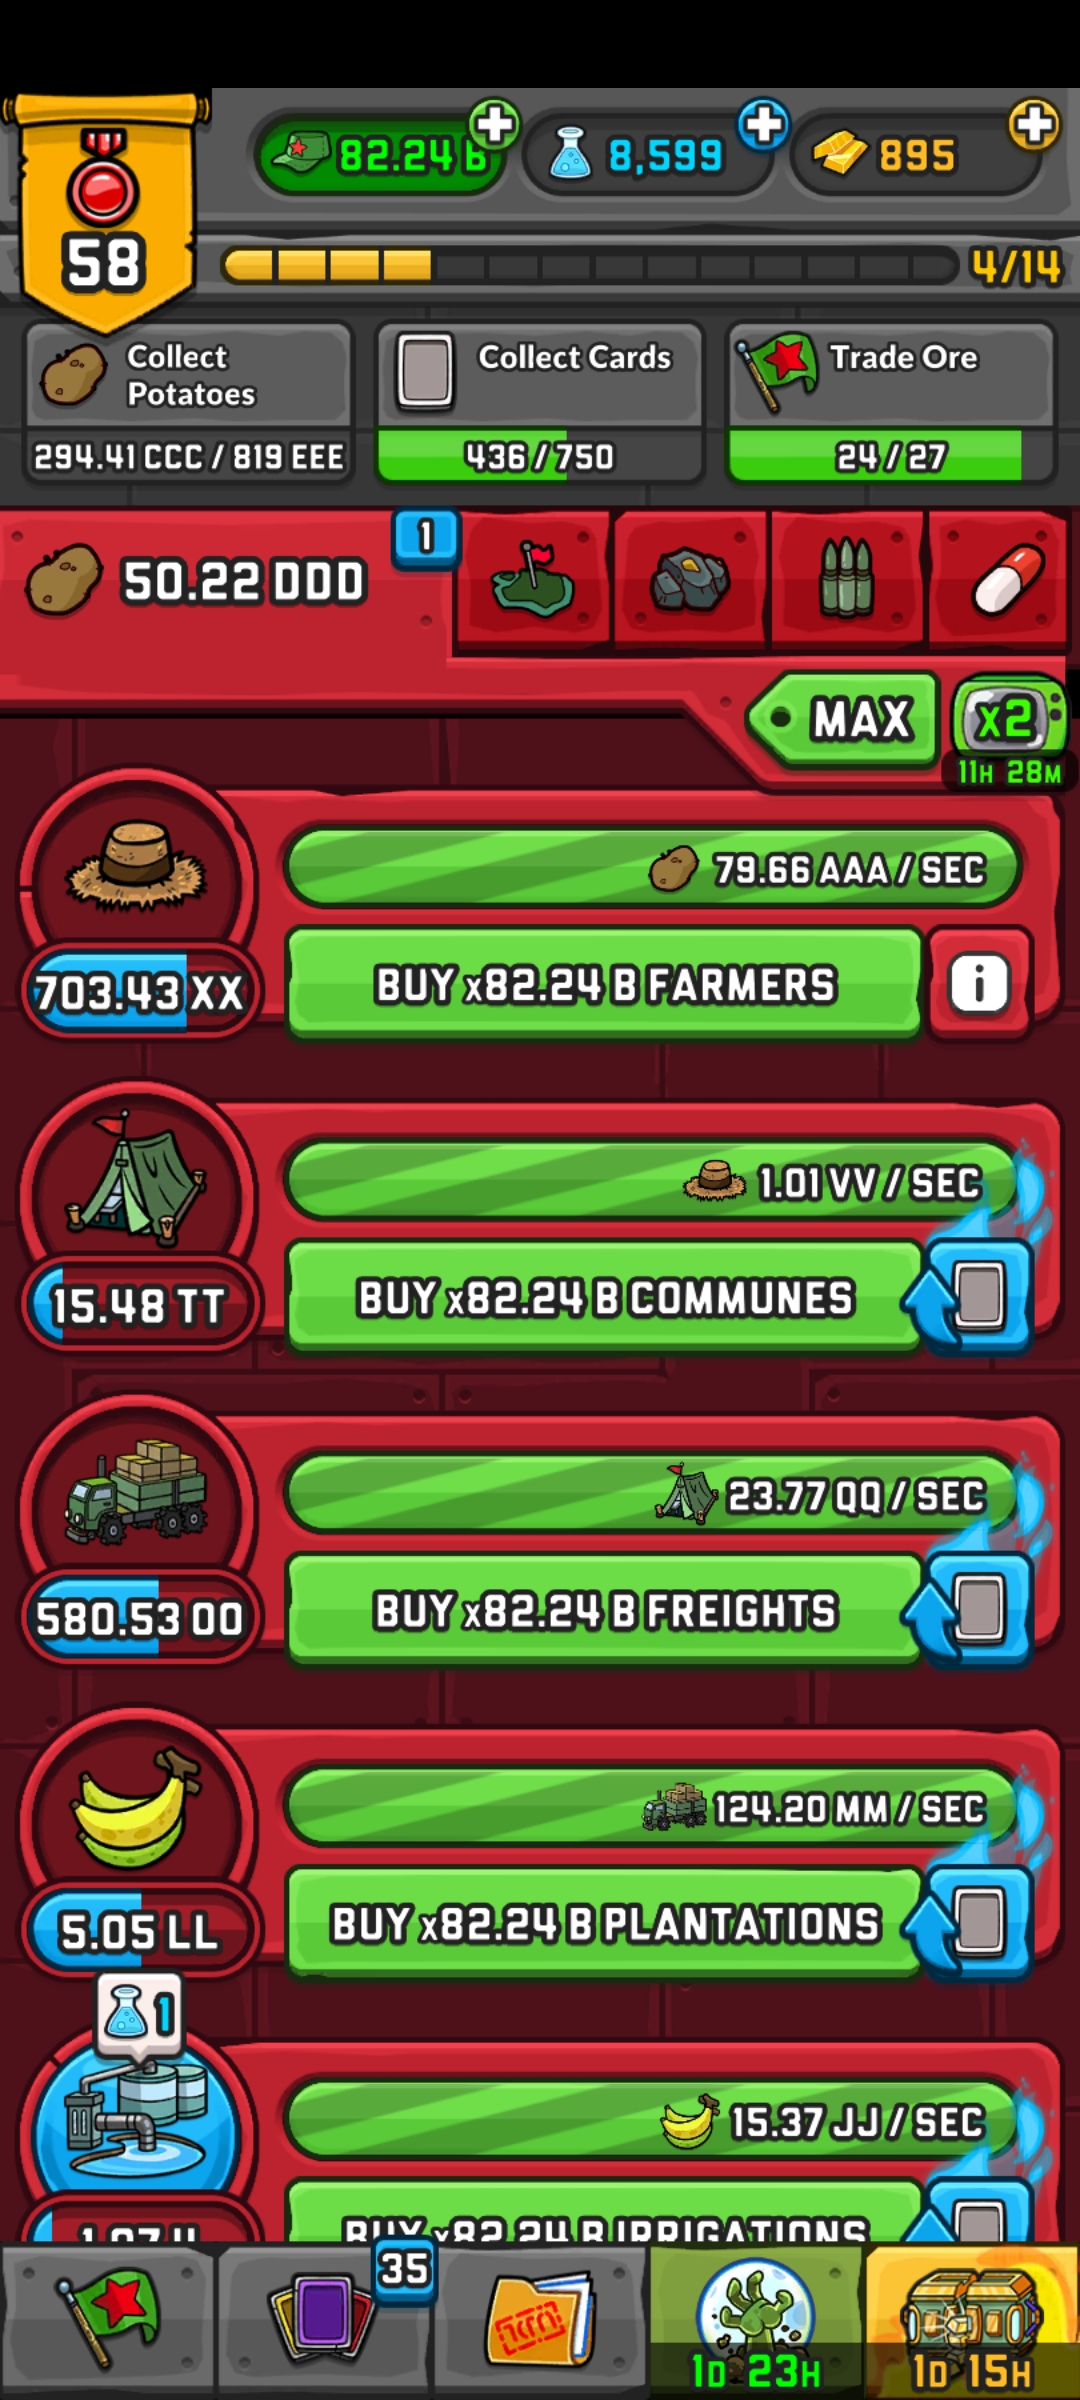 82.24 B
8,599
895
58
4/14
Collect Potatoes
294.41 CCC / 819 EEE
Collect Cards
436 / 750
Trade Ore
24 / 27
50.22 DDD
1
MAX
x2
11H 28M
79.66 AAA / SEC
703.43 XX
BUY x82.24 B FARMERS
i
1.01 VV / SEC
15.48 TT
BUY x82.24 B COMMUNES
23.77 QQ / SEC
580.53 OO
BUY x82.24 B FREIGHTS
124.20 MM / SEC
5.05 LL
BUY x82.24 B PLANTATIONS
1
15.37 JJ / SEC
BUY x82.24 B IRRIGATIONS
35
1D 23H
1D 15H